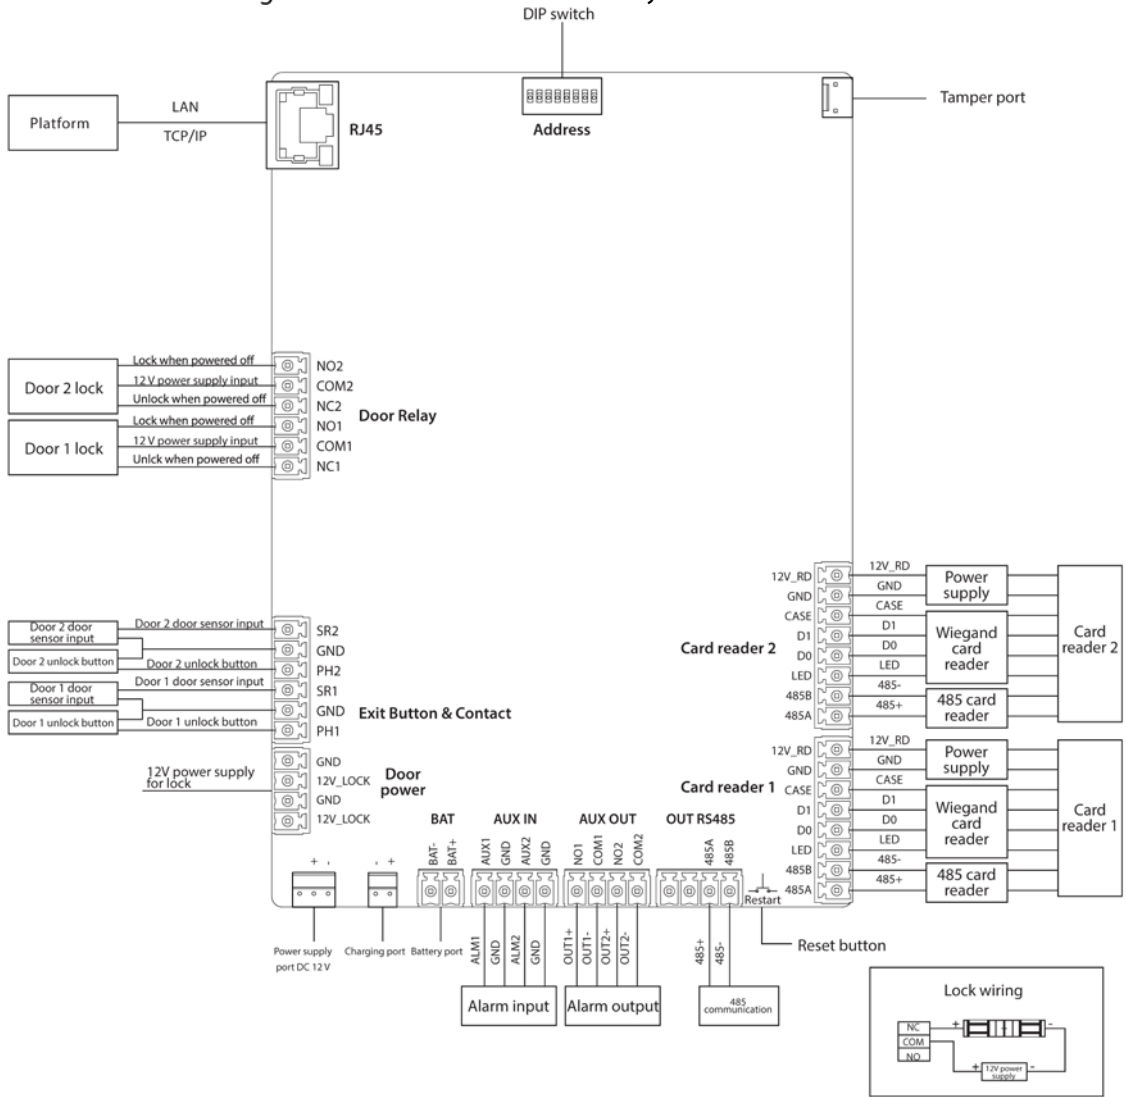 DIP switch
Tamper port
Platform
LAN
TCP/IP
RJ45
Address
Door 2 lock
Lock when powered off
12 V power supply input
Unlock when powered off
NO2
COM2
NC2
Door Relay
Door 1 lock
Lock when powered off
12 V power supply input
Unlck when powered off
NO1
COM1
NC1
Door 2 door
sensor input
Door 2 unlock button
Door 2 door sensor input
Door 2 unlock button
SR2
GND
PH2
Door 1 door
sensor input
Door 1 unlock button
Door 1 door sensor input
Door 1 unlock button
SR1
GND
PH1
Exit Button & Contact
12V power supply
for lock
GND
12V_LOCK
GND
12V_LOCK
Door
power
Card reader 2
12V_RD
GND
CASE
D1
D0
LED
485B
485A
12V_RD
GND
CASE
D1
D0
LED
485-
485+
Power
supply
Wiegand
card
reader
485 card
reader
Card
reader 2
Card reader 1
12V_RD
GND
CASE
D1
D0
LED
485B
485A
12V_RD
GND
CASE
D1
D0
LED
485-
485+
Power
supply
Wiegand
card
reader
485 card
reader
Card
reader 1
BAT
AUX IN
AUX OUT
OUT RS485
BAT-
BAT+
AUX1
GND
AUX2
GND
NO1
COM1
NO2
COM2
485A
485B
+ -
- +
Restart
Reset button
Power supply
port DC 12 V
Charging port
Battery port
ALM1
GND
ALM2
GND
OUT1+
OUT1-
OUT2+
OUT2-
485+
485-
Alarm input
Alarm output
485
communication
Lock wiring
NC
COM
NO
+ -
+ -
12V power
supply